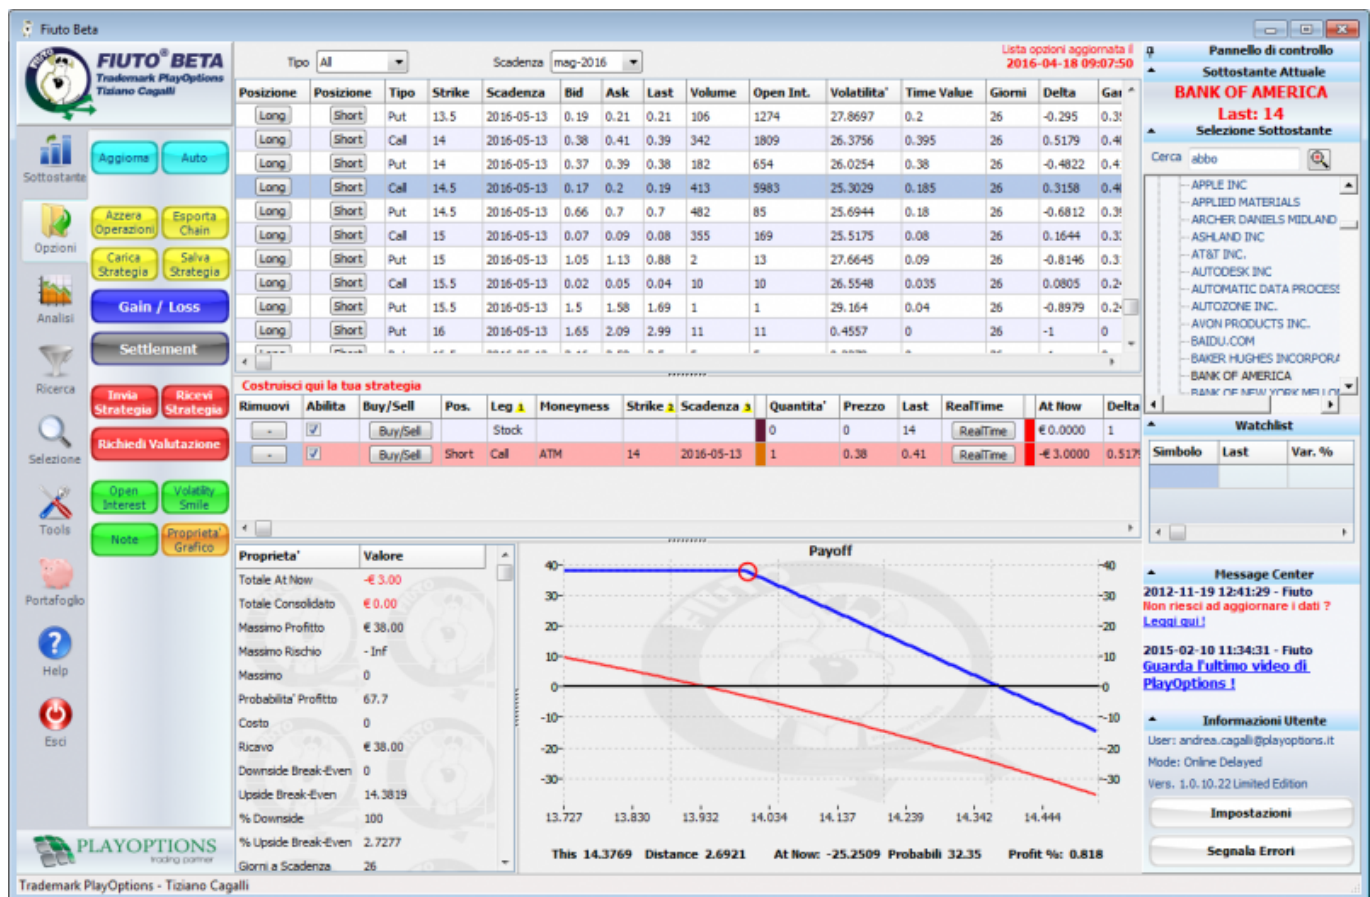 Fiuto Beta
FIUTO® BETA
Trademark PlayOptions
Tiziano Cagalli
Tipo All Scadenza mag-2016
Lista opzioni aggiornata il
2016-04-18 09:07:50
Posizione Posizione Tipo Strike Scadenza Bid Ask Last Volume Open Int. Volatilita' Time Value Giorni Delta
Long Short Put 13.5 2016-05-13 0.19 0.21 0.21 106 1274 27.8697 0.2 26 -0.295
Long Short Call 14 2016-05-13 0.38 0.41 0.39 342 1809 26.3756 0.395 26 0.5179
Long Short Put 14 2016-05-13 0.37 0.39 0.38 182 654 26.0254 0.38 26 -0.4822
Long Short Call 14.5 2016-05-13 0.17 0.2 0.19 413 5983 25.3029 0.185 26 0.3158
Long Short Put 14.5 2016-05-13 0.66 0.7 0.7 482 85 25.6944 0.18 26 -0.6812
Long Short Call 15 2016-05-13 0.07 0.09 0.08 355 169 25.5175 0.08 26 0.1644
Long Short Put 15 2016-05-13 1.05 1.13 0.88 2 13 27.6645 0.09 26 -0.8146
Long Short Call 15.5 2016-05-13 0.02 0.05 0.04 10 10 26.5548 0.035 26 0.0805
Long Short Put 15.5 2016-05-13 1.5 1.58 1.69 1 1 29.164 0.04 26 -0.8979
Long Short Put 16 2016-05-13 1.65 2.09 2.99 11 11 0.4557 0 26 -1 0
Sottostante
Opzioni
Analisi
Ricerca
Selezione
Tools
Portafoglio
Help
Esci
Aggiorna Auto
Azzera Operazioni
Esporta Chain
Carica Strategia
Salva Strategia
Gain / Loss
Settlement
Invia Strategia
Ricevi Strategia
Richiedi Valutazione
Open Interest
Volatility Smile
Note
Proprieta' Grafico
PLAYOPTIONS
trading partner
Costruisci qui la tua strategia
Rimuovi Abilita Buy/Sell Pos. Leg 1 Moneyness Strike 2 Scadenza 3 Quantita' Prezzo Last RealTime At Now Delta
- Buy/Sell Stock 0 0 14 RealTime € 0.0000 1
- Buy/Sell Short Call ATM 14 2016-05-13 1 0.38 0.41 RealTime -€ 3.0000 0.5179
Proprieta' Valore
Totale At Now -€ 3.00
Totale Consolidato € 0.00
Massimo Profitto € 38.00
Massimo Rischio - Inf
Massimo 0
Probabilita' Profitto 67.7
Costo 0
Ricavo € 38.00
Downside Break-Even 0
Upside Break-Even 14.3819
% Downside 100
% Upside Break-Even 2.7277
Giorni a Scadenza 26
Payoff
40 40
30 30
20 20
10 10
0 0
-10 -10
-20 -20
-30 -30
13.727 13.830 13.932 14.034 14.137 14.239 14.342 14.444
This 14.3769 Distance 2.6921 At Now: -25.2509 Probabili 32.35 Profit %: 0.818
Pannello di controllo
Sottostante Attuale
BANK OF AMERICA
Last: 14
Selezione Sottostante
Cerca abbo
APPLE INC
APPLIED MATERIALS
ARCHER DANIELS MIDLAND
ASHLAND INC
AT&T INC.
AUTODESK INC
AUTOMATIC DATA PROCESS
AUTOZONE INC.
AVON PRODUCTS INC.
BAIDU.COM
BAKER HUGHES INCORPORA
BANK OF AMERICA
BANK OF NEW YORK MELLON
Watchlist
Simbolo Last Var. %
Message Center
2012-11-19 12:41:29 - Fiuto
Non riesci ad aggiornare i dati ?
Leggi qui !
2015-02-10 11:34:31 - Fiuto
Guarda l'ultimo video di
PlayOptions !
Informazioni Utente
User: andrea.cagalli@playoptions.it
Mode: Online Delayed
Vers. 1.0.10.22 Limited Edition
Impostazioni
Segnala Errori
Trademark PlayOptions - Tiziano Cagalli